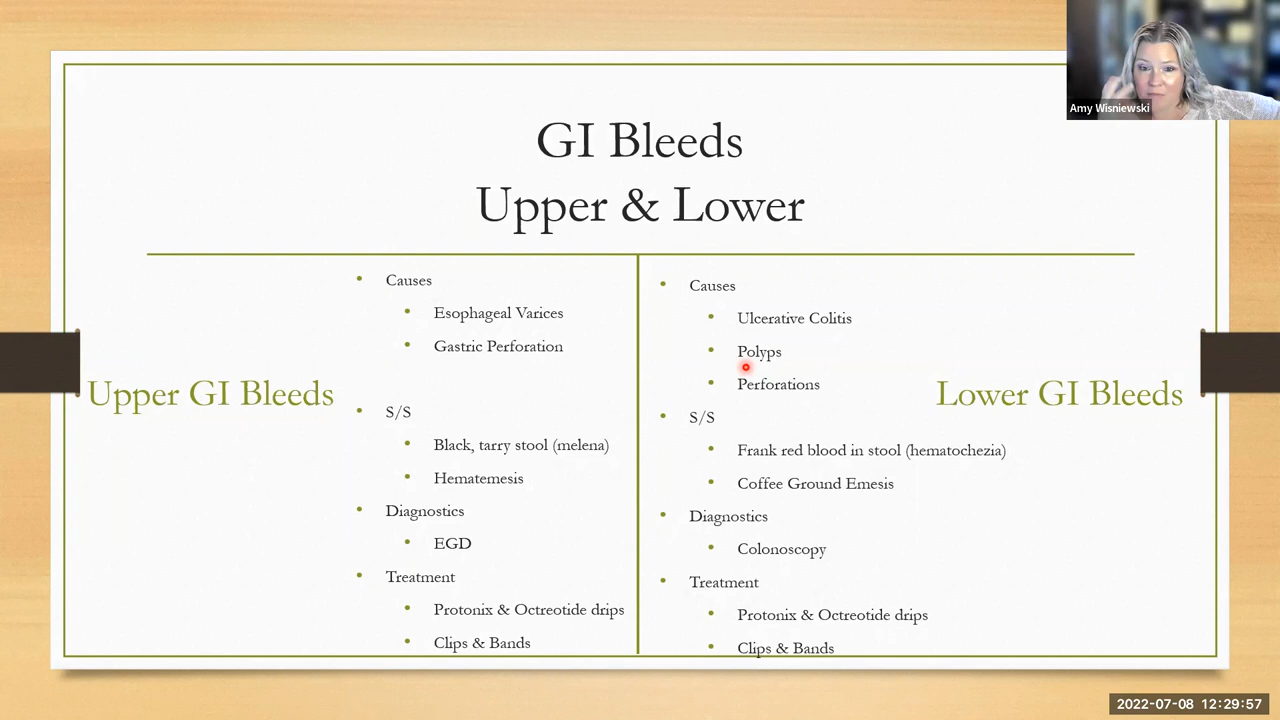 Amy Wisniewski
GI Bleeds
Upper & Lower
Upper GI Bleeds
Causes
Esophageal Varices
Gastric Perforation
S/S
Black, tarry stool (melena)
Hematemesis
Diagnostics
EGD
Treatment
Protonix & Octreotide drips
Clips & Bands
Causes
Ulcerative Colitis
Polyps
Perforations
S/S
Frank red blood in stool (hematochezia)
Coffee Ground Emesis
Diagnostics
Colonoscopy
Treatment
Protonix & Octreotide drips
Clips & Bands
Lower GI Bleeds
2022-07-08 12:29:57